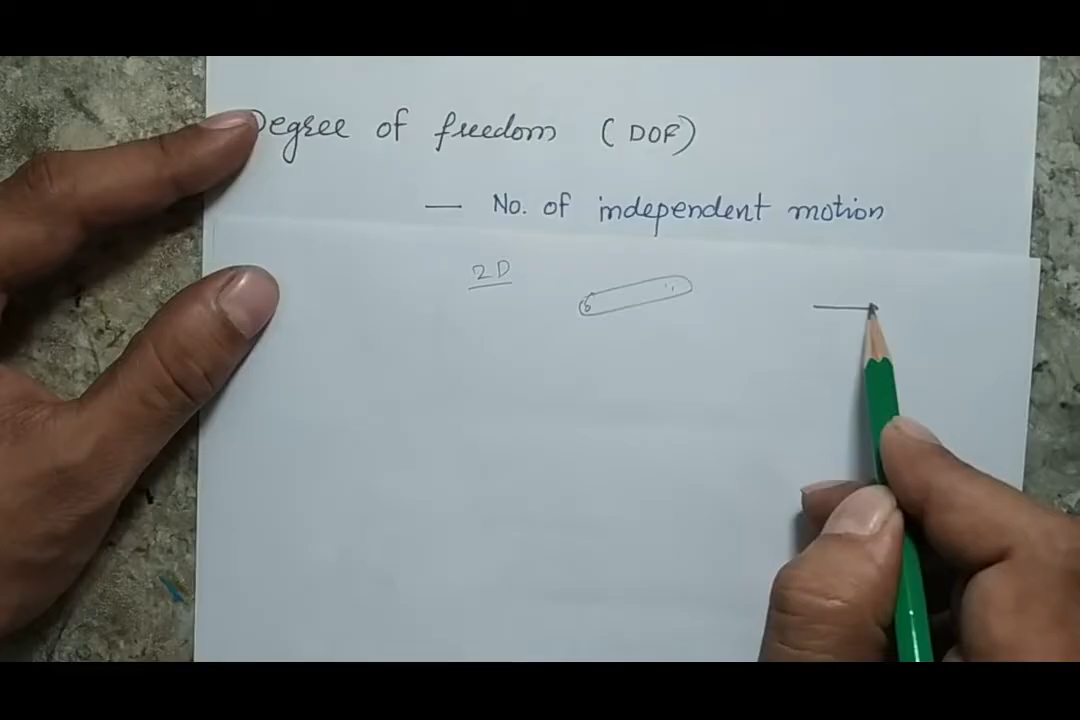 Degree of freedom (DOF)
— No. of independent motion
2D